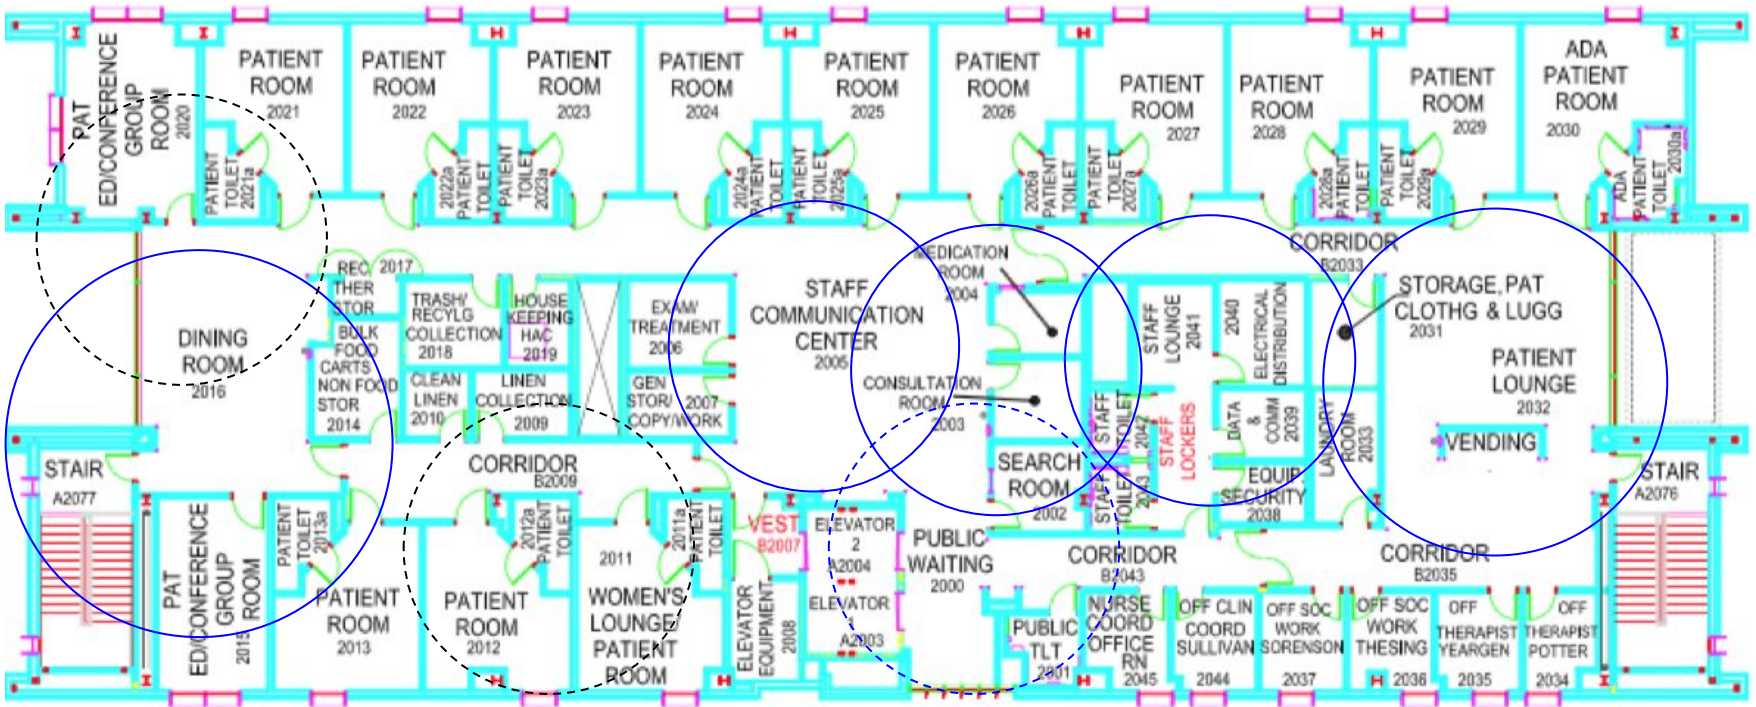 PAT
ED/CONFERENCE
GROUP
ROOM
2020
PATIENT
ROOM
2021
PATIENT
TOILET
2021a
PATIENT
ROOM
2022
2022a
PATIENT
TOILET
PATIENT
ROOM
2023
PATIENT
TOILET
2023a
PATIENT
ROOM
2024
2024a
PATIENT
TOILET
PATIENT
ROOM
2025
PATIENT
TOILET
2025a
PATIENT
ROOM
2026
2026a
PATIENT
TOILET
PATIENT
ROOM
2027
PATIENT
TOILET
2027a
PATIENT
ROOM
2028
2028a
PATIENT
TOILET
PATIENT
ROOM
2029
PATIENT
TOILET
2029a
ADA
PATIENT
ROOM
2030
ADA
PATIENT
TOILET
2030a
DINING
ROOM
2016
REC
THER
STOR
2017
BULK
FOOD
CARTS
NON FOOD
STOR
2014
TRASH/
RECYLG
COLLECTION
2018
HOUSE
KEEPING
HAC
2019
CLEAN
LINEN
2010
LINEN
COLLECTION
2009
EXAM/
TREATMENT
2006
GEN
STOR/ 2007
COPY/WORK
STAFF
COMMUNICATION
CENTER
2005
MEDICATION
ROOM
2004
CONSULTATION
ROOM
2003
SEARCH
ROOM
2002
STAFF
TOILET
2042
STAFF
TOILET
2043
STAFF
LOUNGE
2041
STAFF
LOCKERS
2040
ELECTRICAL
DISTRIBUTION
DATA
&
COMM
2039
EQUIP
SECURITY
2038
CORRIDOR
B2033
STORAGE, PAT
CLOTHG & LUGG
2031
LAUNDRY
ROOM
2033
PATIENT
LOUNGE
2032
VENDING
STAIR
A2077
CORRIDOR
B2009
STAIR
A2076
PAT
ED/CONFERENCE
GROUP
ROOM
2015
PATIENT
TOILET
2013a
PATIENT
ROOM
2013
2012a
PATIENT
TOILET
PATIENT
ROOM
2012
2011
WOMEN'S
LOUNGE/
PATIENT
ROOM
2011a
PATIENT
TOILET
VEST
B2007
ELEVATOR
EQUIPMENT
2008
ELEVATOR
2
A2004
ELEVATOR
1
A2003
PUBLIC
WAITING
2000
PUBLIC
TLT
2001
CORRIDOR
B2043
CORRIDOR
B2035
NURSE
COORD
OFFICE
RN
2045
OFF CLIN
COORD
SULLIVAN
2044
OFF SOC
WORK
SORENSON
2037
OFF SOC
WORK
THESING
2036
OFF
THERAPIST
YEARGEN
2035
OFF
THERAPIST
POTTER
2034